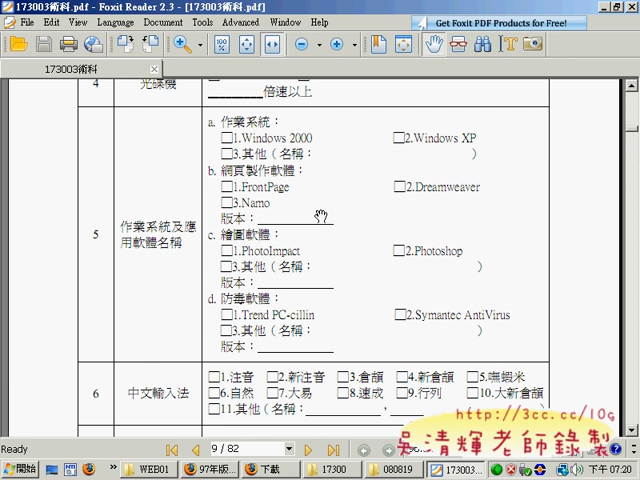 173003術科.pdf - Foxit Reader 2.3 - [173003術科.pdf]
File Edit View Language Document Tools Advanced Window Help
Get Foxit PDF Products for Free!
173003術科
4 光碟機 倍速以上
5 作業系統及應用軟體名稱
a. 作業系統：
□1.Windows 2000 □2.Windows XP
□3.其他（名稱： ）
b. 網頁製作軟體：
□1.FrontPage □2.Dreamweaver
□3.Namo
版本：
c. 繪圖軟體：
□1.PhotoImpact □2.Photoshop
□3.其他（名稱： ）
版本：
d. 防毒軟體：
□1.Trend PC-cillin □2.Symantec AntiVirus
□3.其他（名稱： ）
版本：
6 中文輸入法
□1.注音 □2.新注音 □3.倉頡 □4.新倉頡 □5.嘸蝦米
□6.自然 □7.大易 □8.速成 □9.行列 □10.大新倉頡
□11.其他（名稱：
http://3cc.cc/10g
吳清輝老師錄製
Ready 9 / 82
開始 WEB01 97年版... 下載 17300 080819 173003... 下午 07:20